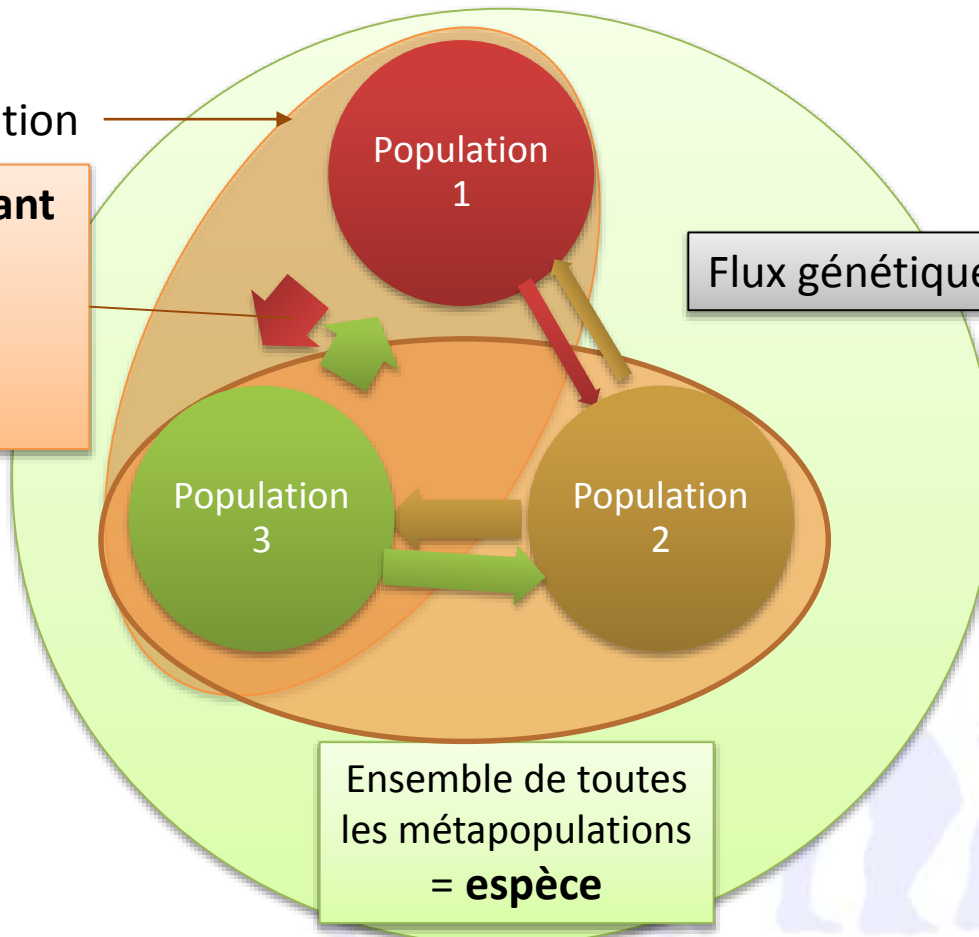 tion
Population
1
ant
Flux génétique
Population
3
Population
2
Ensemble de toutes
les métapopulations
= espèce